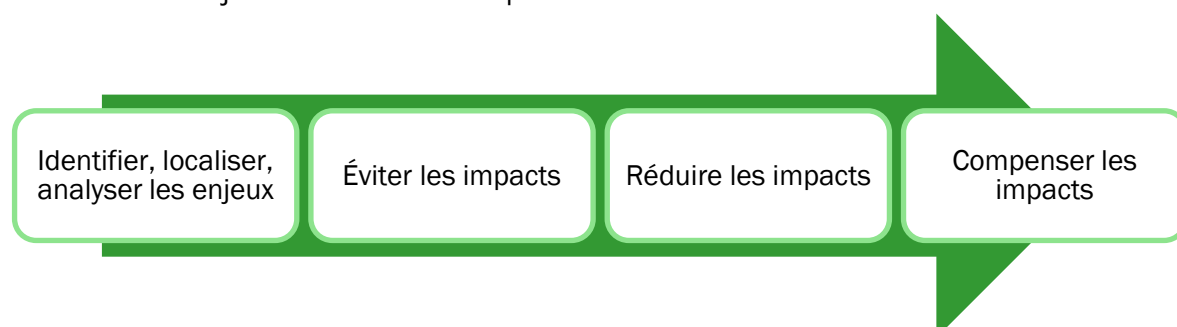 Identifier, localiser,
analyser les enjeux
Éviter les impacts
Réduire les impacts
Compenser les
impacts